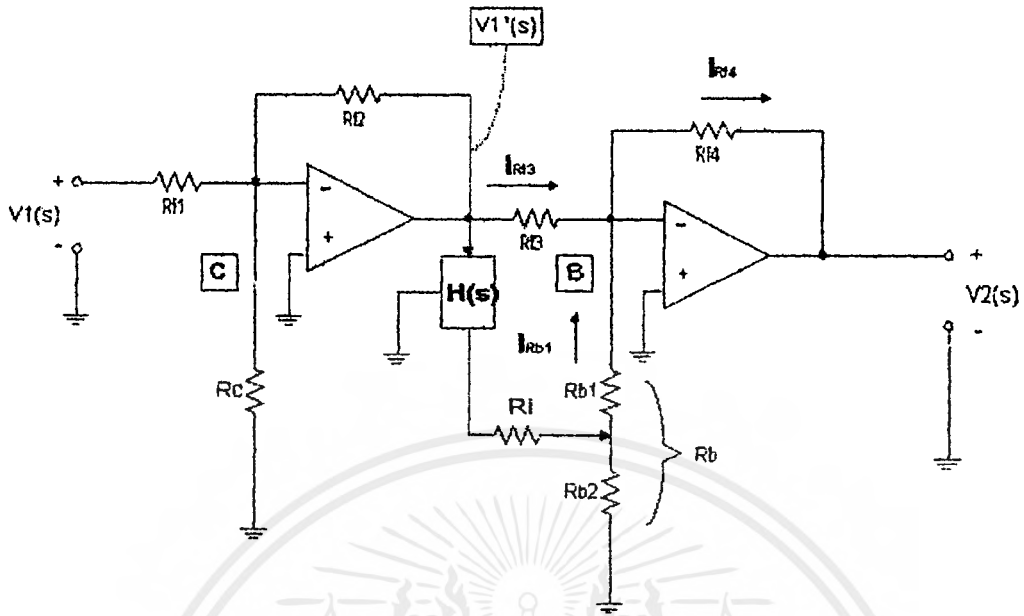 V1'(s)
IRf4
Rf2
Rf4
IRf3
+
V1(s)
-
Rf1
-
+
Rf3
-
+
+
V2(s)
-
C
H(s)
B
IRb1
Rc
Ri
Rb1
Rb
Rb2